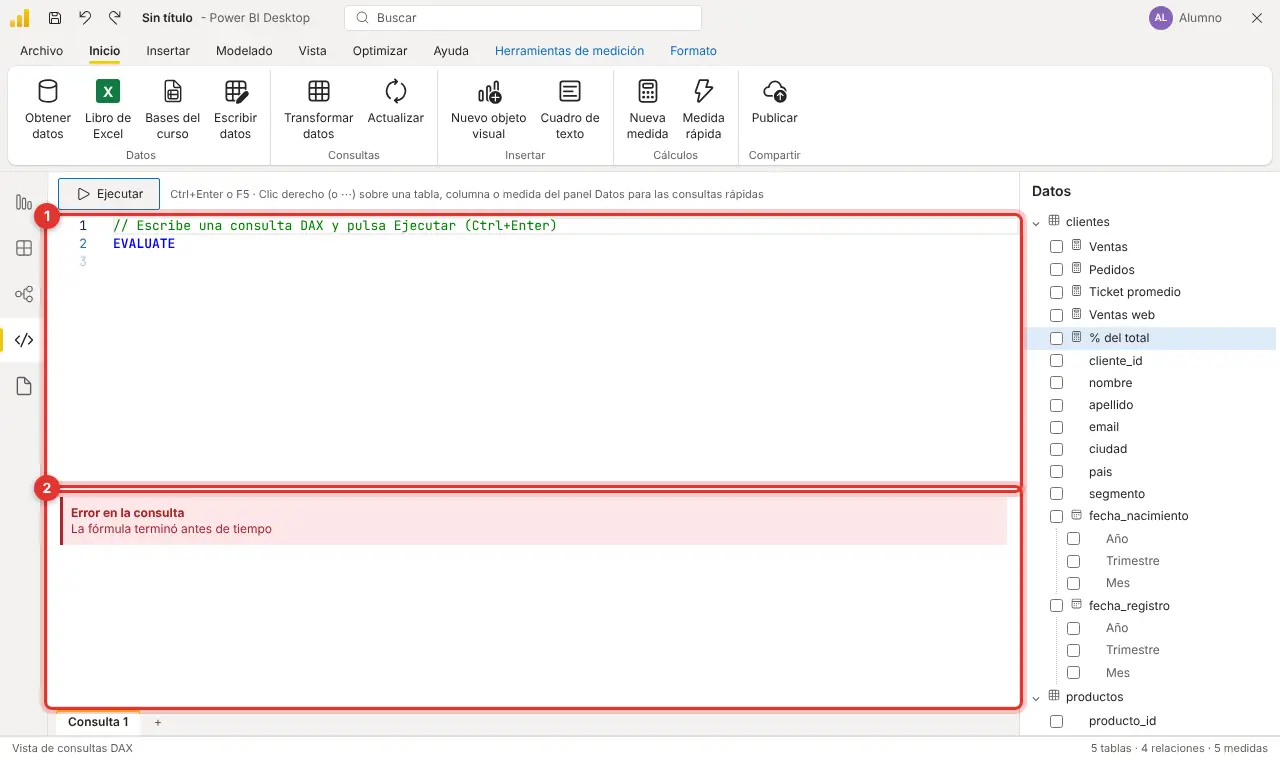 Sin título - Power BI Desktop
Buscar
AL Alumno
Archivo Inicio Insertar Modelado Vista Optimizar Ayuda Herramientas de medición Formato
Obtener datos
X Libro de Excel
Bases del curso
Escribir datos
Datos
Transformar datos
Actualizar
Consultas
Nuevo objeto visual
Cuadro de texto
Insertar
Nueva medida
Medida rápida
Cálculos
Publicar
Compartir
Ejecutar
Ctrl+Enter o F5 · Clic derecho (o ···) sobre una tabla, columna o medida del panel Datos para las consultas rápidas
1
1 // Escribe una consulta DAX y pulsa Ejecutar (Ctrl+Enter)
2 EVALUATE
3
2
Error en la consulta
La fórmula terminó antes de tiempo
Consulta 1 +
Datos
clientes
Ventas
Pedidos
Ticket promedio
Ventas web
% del total
cliente_id
nombre
apellido
email
ciudad
pais
segmento
fecha_nacimiento
Año
Trimestre
Mes
fecha_registro
Año
Trimestre
Mes
productos
producto_id
Vista de consultas DAX
5 tablas · 4 relaciones · 5 medidas